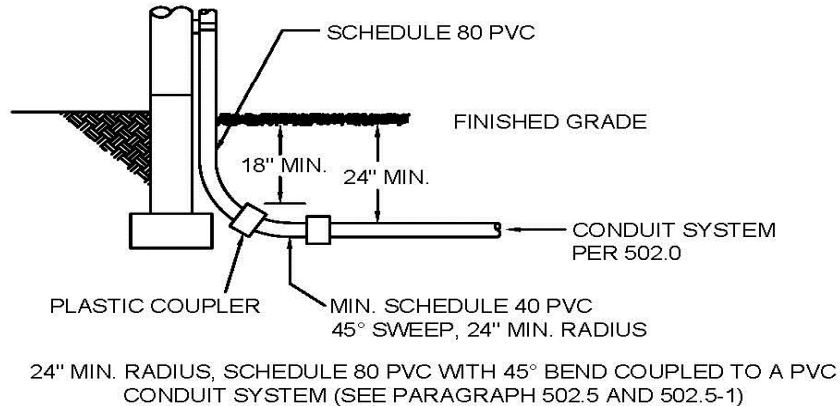 SCHEDULE 80 PVC
FINISHED GRADE
18" MIN.
24" MIN.
CONDUIT SYSTEM
PER 502.0
PLASTIC COUPLER
MIN. SCHEDULE 40 PVC
45° SWEEP, 24" MIN. RADIUS
24" MIN. RADIUS, SCHEDULE 80 PVC WITH 45° BEND COUPLED TO A PVC
CONDUIT SYSTEM (SEE PARAGRAPH 502.5 AND 502.5-1)